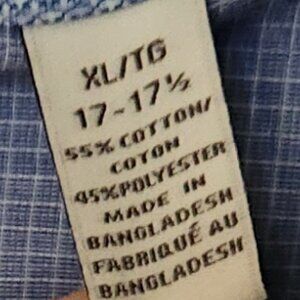 XL/TG
17-17½
55% COTTON/
COTON
45% POLYESTER
MADE IN
BANGLADESH
FABRIQUÉ AU
BANGLADESH